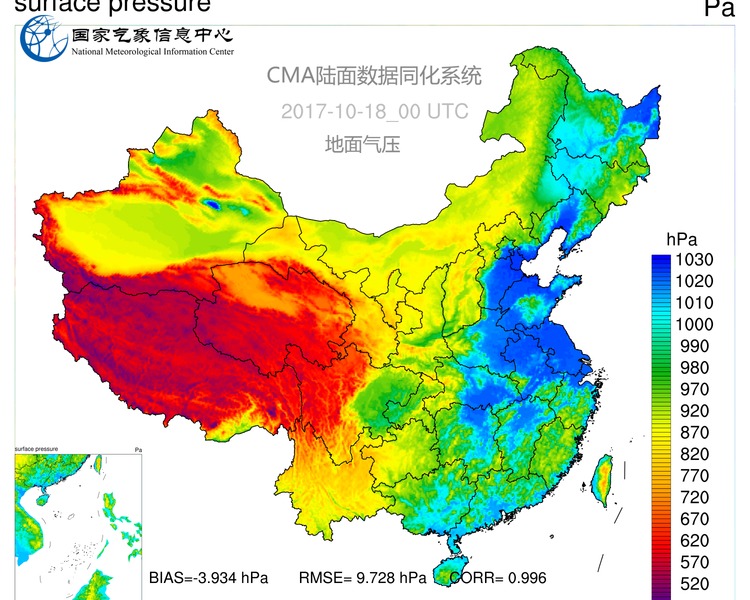 surface pressure
Pa
国家气象信息中心
National Meteorological Information Center
CMA陆面数据同化系统
2017-10-18_00 UTC
地面气压
hPa
1030
1020
1010
1000
990
980
970
920
870
820
770
720
670
620
570
520
surface pressure
Pa
BIAS=-3.934 hPa
RMSE= 9.728 hPa
CORR= 0.996